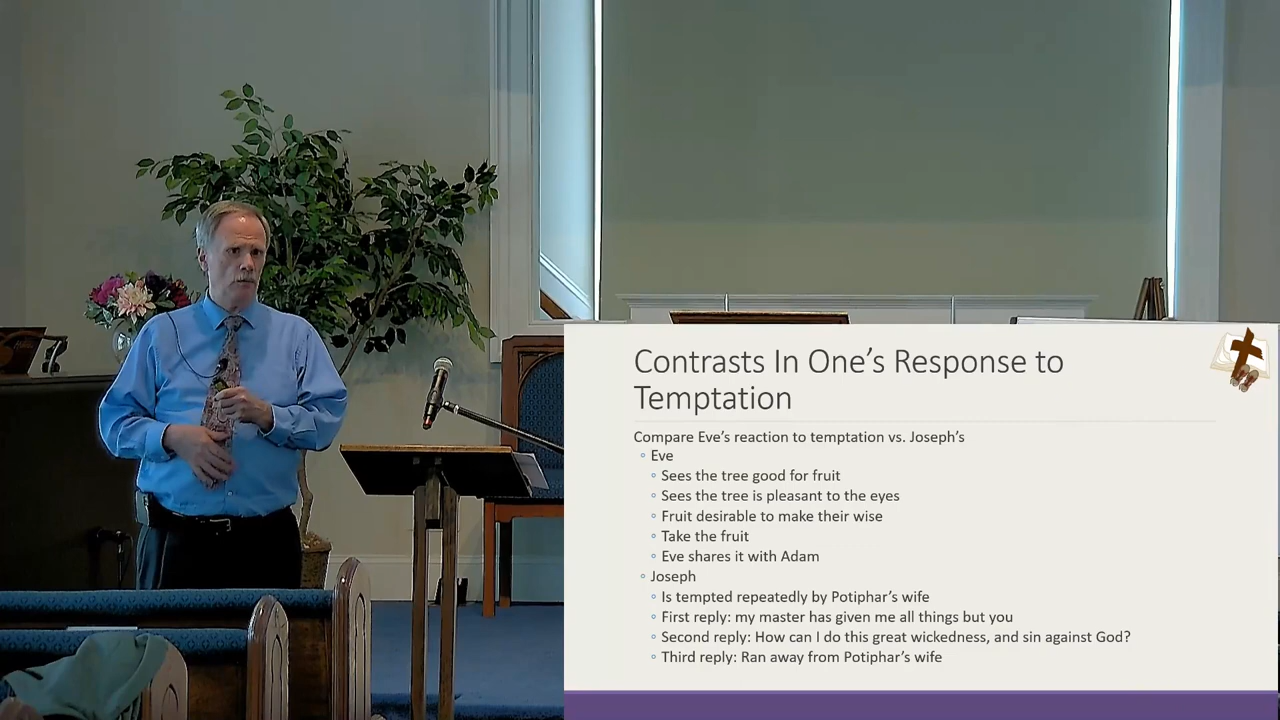 Contrasts In One's Response to
Temptation
Compare Eve's reaction to temptation vs. Joseph's
◦ Eve
◦ Sees the tree good for fruit
◦ Sees the tree is pleasant to the eyes
◦ Fruit desirable to make their wise
◦ Take the fruit
◦ Eve shares it with Adam
◦ Joseph
◦ Is tempted repeatedly by Potiphar's wife
◦ First reply: my master has given me all things but you
◦ Second reply: How can I do this great wickedness, and sin against God?
◦ Third reply: Ran away from Potiphar's wife